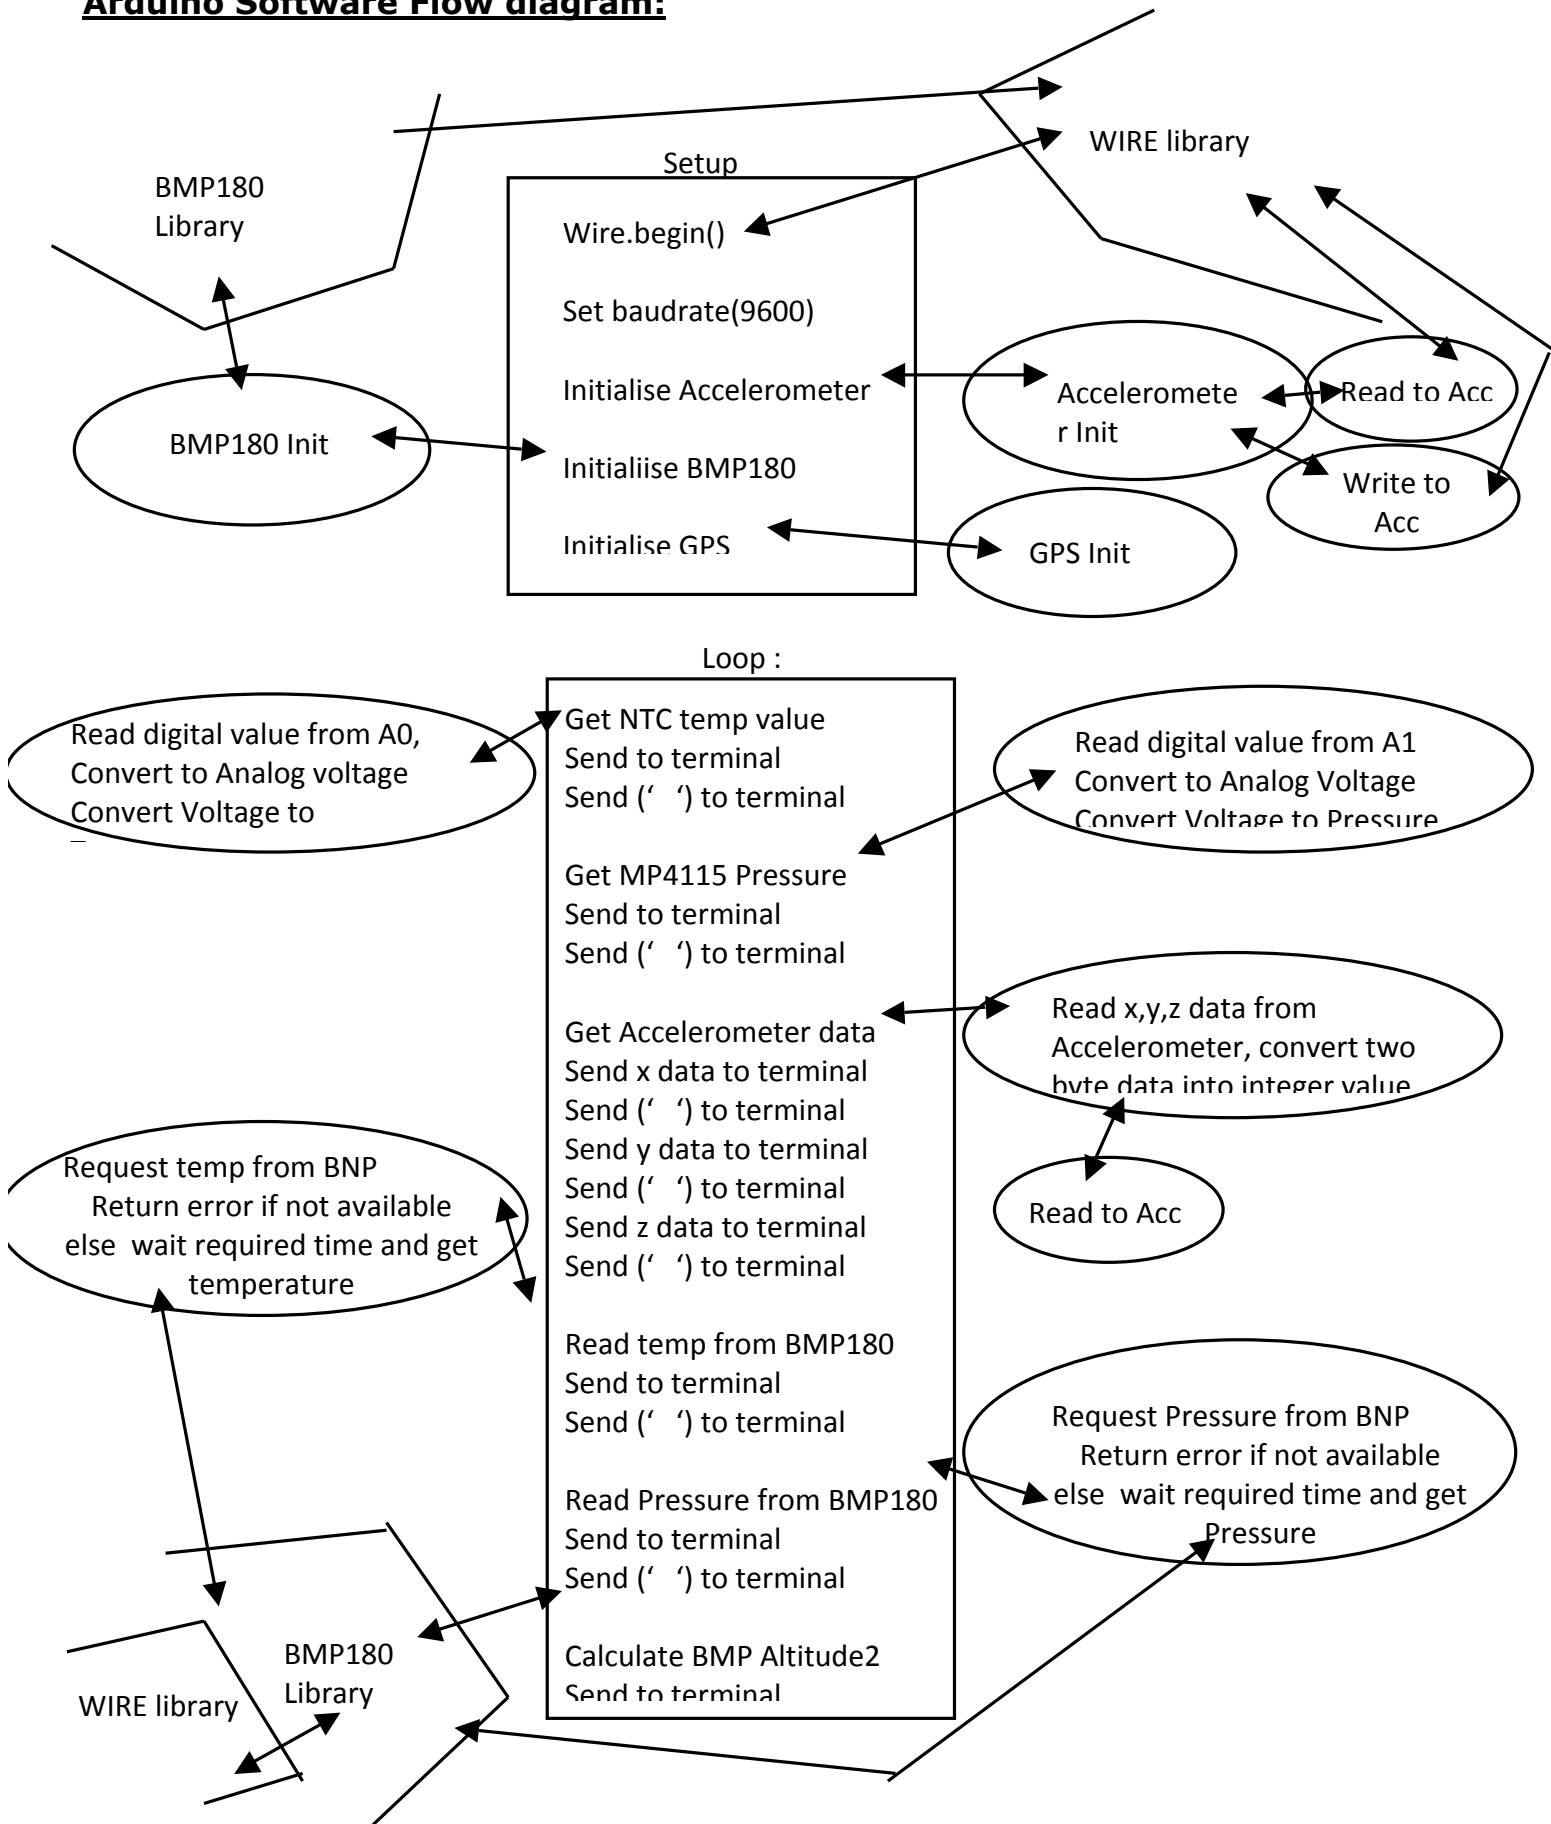 Arduino Software Flow diagram:
WIRE library
BMP180
Library
Setup
Wire.begin()
Set baudrate(9600)
Initialise Accelerometer
Initialiise BMP180
Initialise GPS
BMP180 Init
Acceleromete
r Init
Read to Acc
Write to
Acc
GPS Init
Loop :
Get NTC temp value
Send to terminal
Send (‘ ‘) to terminal
Get MP4115 Pressure
Send to terminal
Send (‘ ‘) to terminal
Get Accelerometer data
Send x data to terminal
Send (‘ ‘) to terminal
Send y data to terminal
Send (‘ ‘) to terminal
Send z data to terminal
Send (‘ ‘) to terminal
Read temp from BMP180
Send to terminal
Send (‘ ‘) to terminal
Read Pressure from BMP180
Send to terminal
Send (‘ ‘) to terminal
Calculate BMP Altitude2
Send to terminal
Read digital value from A0,
Convert to Analog voltage
Convert Voltage to
Read digital value from A1
Convert to Analog Voltage
Convert Voltage to Pressure
Read x,y,z data from
Accelerometer, convert two
byte data into integer value
Read to Acc
Request temp from BNP
Return error if not available
else wait required time and get
temperature
Request Pressure from BNP
Return error if not available
else wait required time and get
Pressure
BMP180
Library
WIRE library